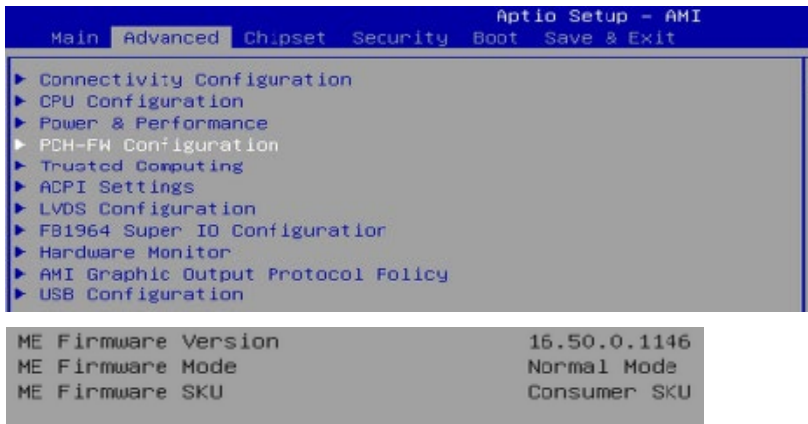 Aptio Setup - AMI
Main Advanced Chipset Security Boot Save & Exit
Connectivity Configuration
CPU Configuration
Power & Performance
PCH-FW Configuration
Trusted Computing
ACPI Settings
LVDS Configuration
F81964 Super IO Configuration
Hardware Monitor
AMI Graphic Output Protocol Policy
USB Configuration
ME Firmware Version 16.50.0.1146
ME Firmware Mode Normal Mode
ME Firmware SKU Consumer SKU